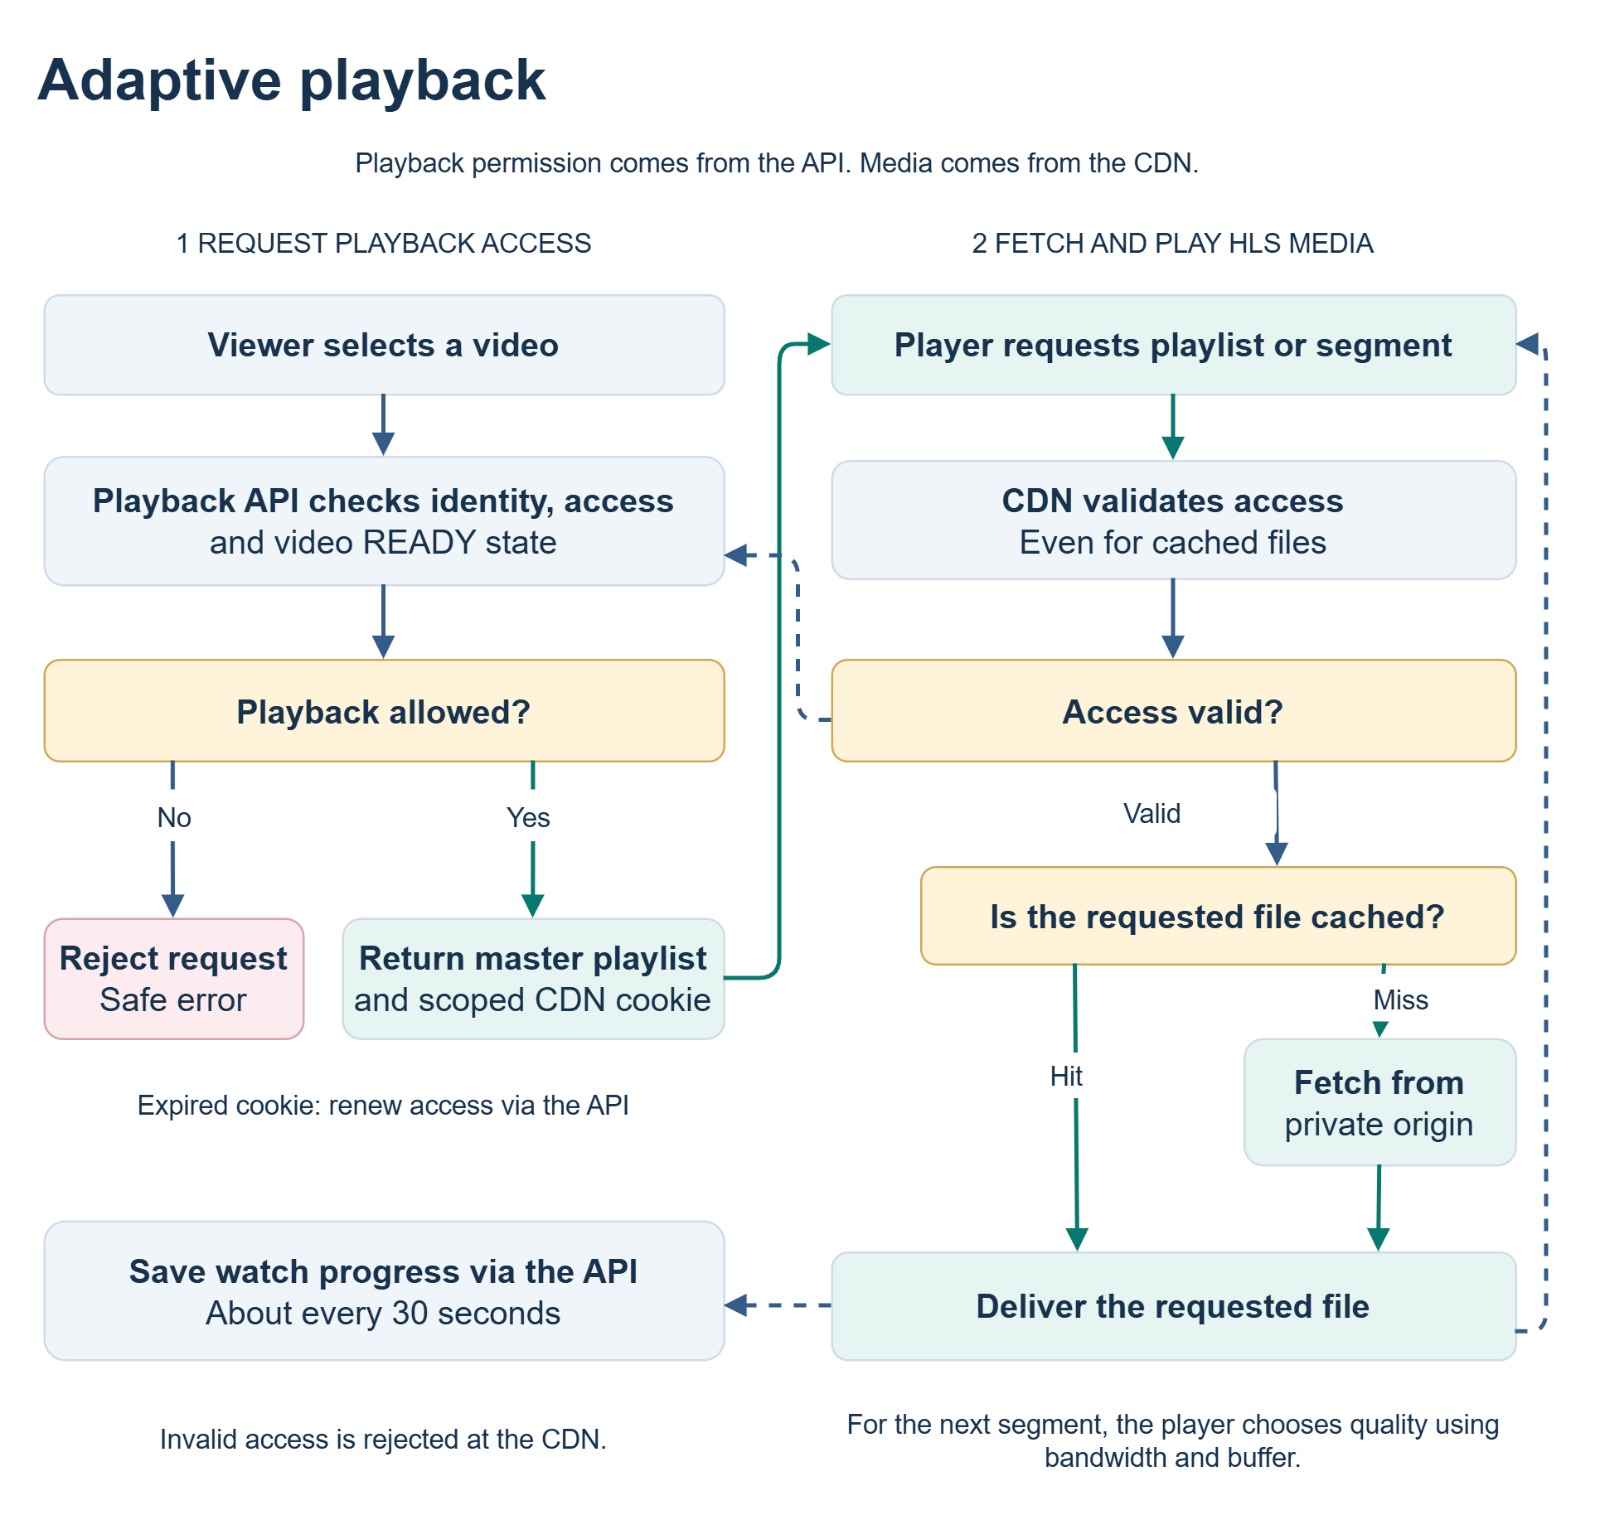 Adaptive playback
Playback permission comes from the API. Media comes from the CDN.
1 REQUEST PLAYBACK ACCESS
Viewer selects a video
Playback API checks identity, access
and video READY state
Playback allowed?
No
Yes
Reject request
Safe error
Return master playlist
and scoped CDN cookie
Expired cookie: renew access via the API
Save watch progress via the API
About every 30 seconds
Invalid access is rejected at the CDN.
2 FETCH AND PLAY HLS MEDIA
Player requests playlist or segment
CDN validates access
Even for cached files
Access valid?
Valid
Is the requested file cached?
Miss
Hit
Fetch from
private origin
Deliver the requested file
For the next segment, the player chooses quality using
bandwidth and buffer.